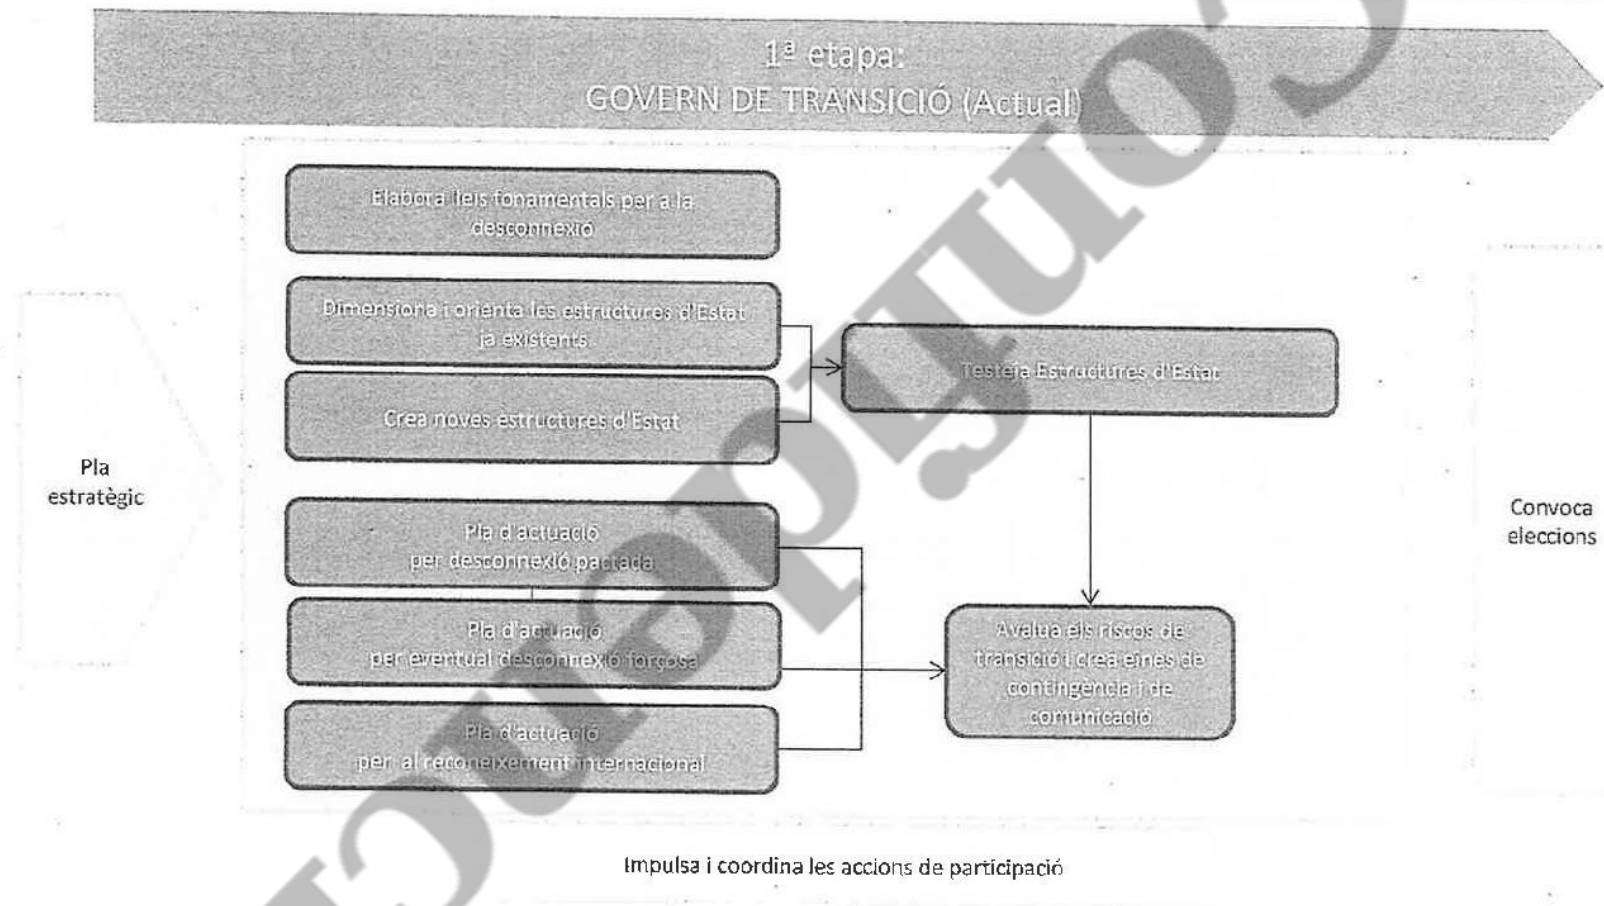 1ª etapa:
GOVERN DE TRANSICIÓ (Actual)
Elabora lleis fonamentals per a la
desconnexió
Dimensiona i orienta les estructures d'Estat
ja existents
Crea noves estructures d'Estat
Testeja Estructures d'Estat
Pla
estratègic
Pla d'actuació
per desconnexió pactada
Pla d'actuació
per eventual desconnexió forçosa
Pla d'actuació
per al reconeixement internacional
Avalua els riscos de
transició i crea eines de
contingència i de
comunicació
Convoca
eleccions
Impulsa i coordina les accions de participació
Confidenc